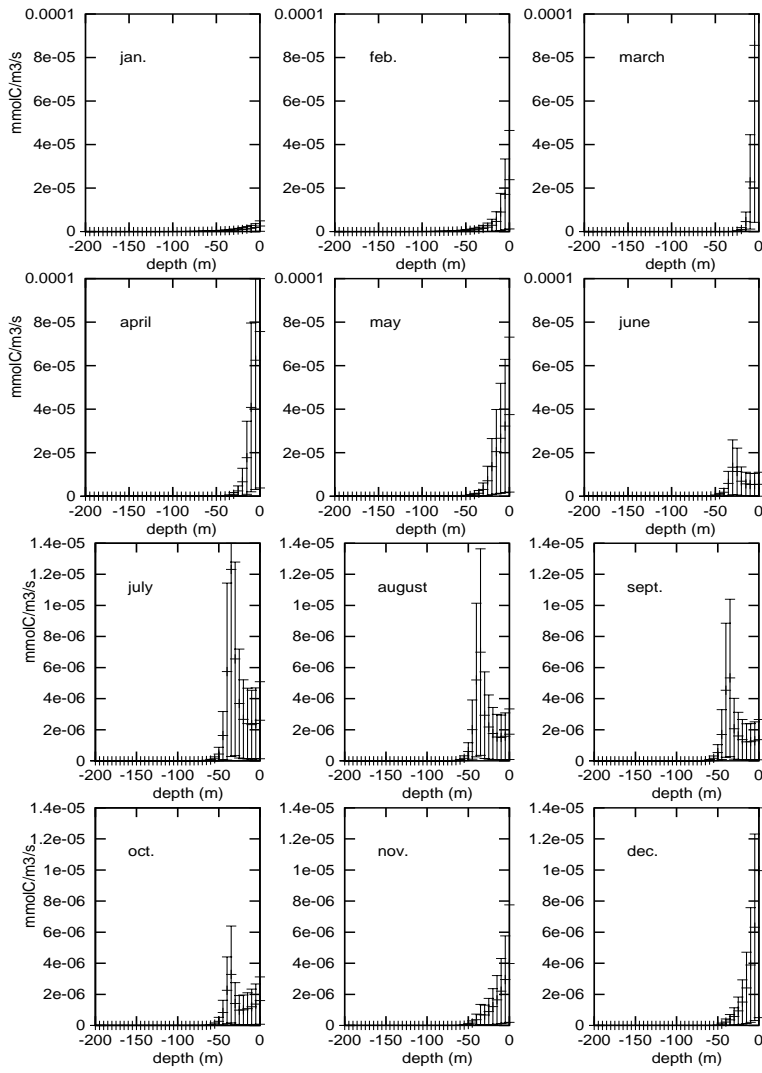 0.0001
8e-05
6e-05
4e-05
2e-05
0
mmolC/m3/s
jan.
-200 -150 -100 -50 0
depth (m)
0.0001
8e-05
6e-05
4e-05
2e-05
0
feb.
-200 -150 -100 -50 0
depth (m)
0.0001
8e-05
6e-05
4e-05
2e-05
0
march
-200 -150 -100 -50 0
depth (m)
0.0001
8e-05
6e-05
4e-05
2e-05
0
mmolC/m3/s
april
-200 -150 -100 -50 0
depth (m)
0.0001
8e-05
6e-05
4e-05
2e-05
0
may
-200 -150 -100 -50 0
depth (m)
0.0001
8e-05
6e-05
4e-05
2e-05
0
june
-200 -150 -100 -50 0
depth (m)
1.4e-05
1.2e-05
1e-05
8e-06
6e-06
4e-06
2e-06
0
mmolC/m3/s
july
-200 -150 -100 -50 0
depth (m)
1.4e-05
1.2e-05
1e-05
8e-06
6e-06
4e-06
2e-06
0
august
-200 -150 -100 -50 0
depth (m)
1.4e-05
1.2e-05
1e-05
8e-06
6e-06
4e-06
2e-06
0
sept.
-200 -150 -100 -50 0
depth (m)
1.4e-05
1.2e-05
1e-05
8e-06
6e-06
4e-06
2e-06
0
mmolC/m3/s
oct.
-200 -150 -100 -50 0
depth (m)
1.4e-05
1.2e-05
1e-05
8e-06
6e-06
4e-06
2e-06
0
nov.
-200 -150 -100 -50 0
depth (m)
1.4e-05
1.2e-05
1e-05
8e-06
6e-06
4e-06
2e-06
0
dec.
-200 -150 -100 -50 0
depth (m)